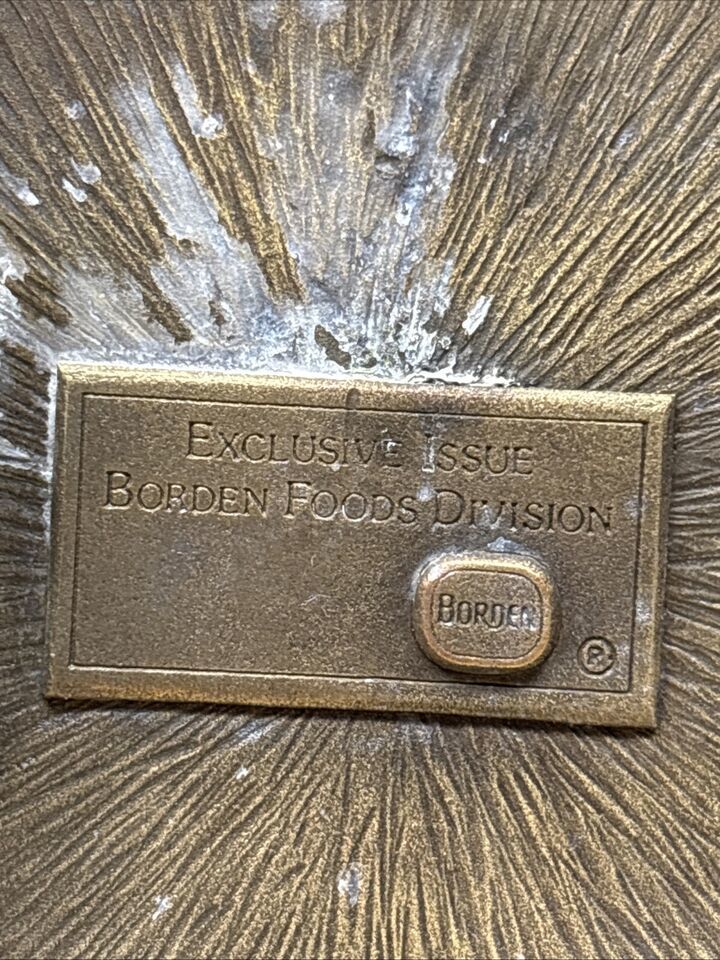 EXCLUSIVE ISSUE
BORDEN FOODS DIVISION
BORDEN
®